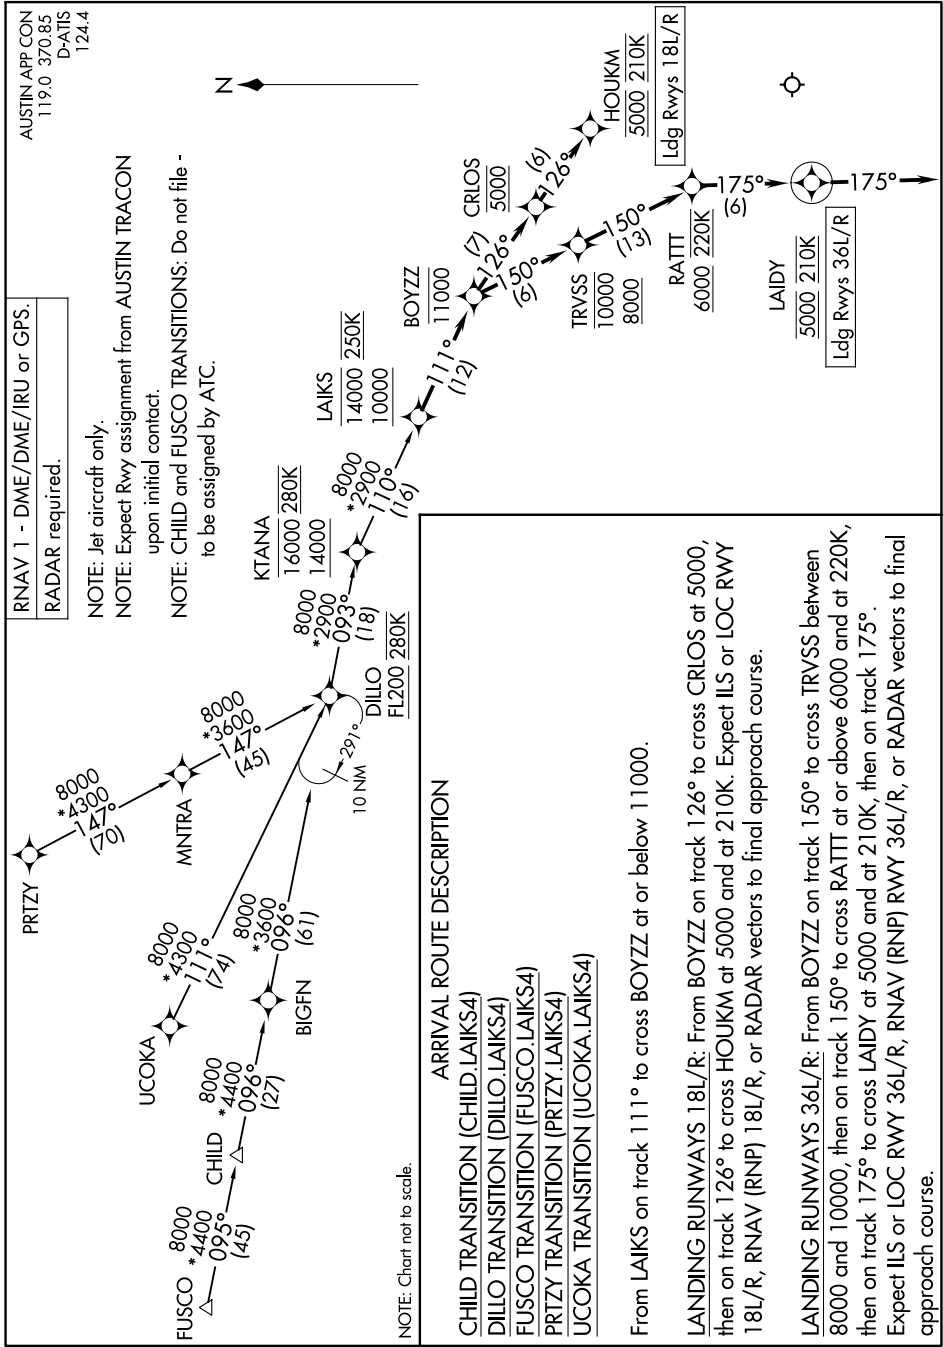 RNAV 1 - DME/DME/IRU or GPS.
RADAR required.
AUSTIN APP CON
119.0 370.85
D-ATIS
124.4
NOTE: Jet aircraft only.
NOTE: Expect Rwy assignment from AUSTIN TRACON
upon initial contact.
NOTE: CHILD and FUSCO TRANSITIONS: Do not file -
to be assigned by ATC.
N
PRTZY
8000
*4300
147°
(70)
MNTRA
8000
*3600
147°
(45)
UCOKA
8000
*4300
111°
(74)
FUSCO
8000
*4400
095°
(45)
CHILD
8000
*4400
096°
(27)
BIGFN
8000
*3600
096°
(61)
10 NM
291°
DILLO
FL200 280K
8000
*2900
093°
(18)
KTANA
16000 280K
14000
8000
*2900
110°
(16)
LAIKS
14000 250K
10000
111°
(12)
BOYZZ
11000
(7)
126°
CRLOS
5000
(6)
126°
HOUKM
5000 210K
Ldg Rwys 18L/R
150°
(6)
TRVSS
10000
8000
150°
(13)
RATTT
6000 220K
175°
(6)
LAIDY
5000 210K
Ldg Rwys 36L/R
175°
NOTE: Chart not to scale.
ARRIVAL ROUTE DESCRIPTION
CHILD TRANSITION (CHILD.LAIKS4)
DILLO TRANSITION (DILLO.LAIKS4)
FUSCO TRANSITION (FUSCO.LAIKS4)
PRTZY TRANSITION (PRTZY.LAIKS4)
UCOKA TRANSITION (UCOKA.LAIKS4)
From LAIKS on track 111° to cross BOYZZ at or below 11000.
LANDING RUNWAYS 18L/R: From BOYZZ on track 126° to cross CRLOS at 5000,
then on track 126° to cross HOUKM at 5000 and at 210K. Expect ILS or LOC RWY
18L/R, RNAV (RNP) 18L/R, or RADAR vectors to final approach course.
LANDING RUNWAYS 36L/R: From BOYZZ on track 150° to cross TRVSS between
8000 and 10000, then on track 150° to cross RATTT at or above 6000 and at 220K,
then on track 175° to cross LAIDY at 5000 and at 210K, then on track 175°.
Expect ILS or LOC RWY 36L/R, RNAV (RNP) RWY 36L/R, or RADAR vectors to final
approach course.